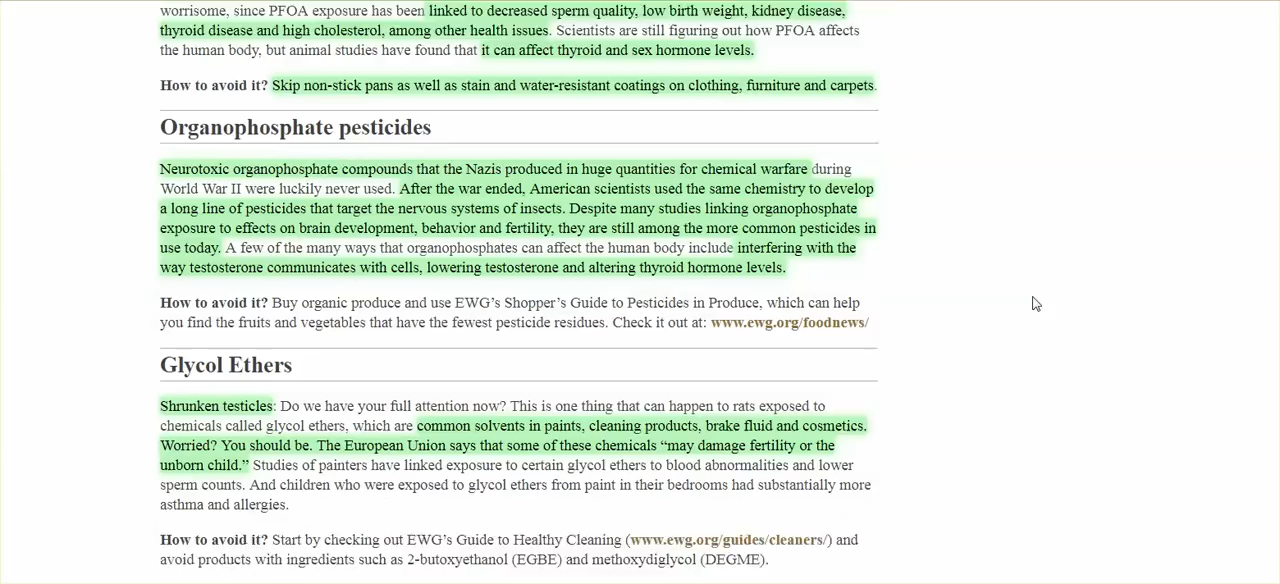 worrisome, since PFOA exposure has been linked to decreased sperm quality, low birth weight, kidney disease,
thyroid disease and high cholesterol, among other health issues. Scientists are still figuring out how PFOA affects
the human body, but animal studies have found that it can affect thyroid and sex hormone levels.
How to avoid it? Skip non-stick pans as well as stain and water-resistant coatings on clothing, furniture and carpets.
Organophosphate pesticides
Neurotoxic organophosphate compounds that the Nazis produced in huge quantities for chemical warfare during
World War II were luckily never used. After the war ended, American scientists used the same chemistry to develop
a long line of pesticides that target the nervous systems of insects. Despite many studies linking organophosphate
exposure to effects on brain development, behavior and fertility, they are still among the more common pesticides in
use today. A few of the many ways that organophosphates can affect the human body include interfering with the
way testosterone communicates with cells, lowering testosterone and altering thyroid hormone levels.
How to avoid it? Buy organic produce and use EWG’s Shopper’s Guide to Pesticides in Produce, which can help
you find the fruits and vegetables that have the fewest pesticide residues. Check it out at: www.ewg.org/foodnews/
Glycol Ethers
Shrunken testicles: Do we have your full attention now? This is one thing that can happen to rats exposed to
chemicals called glycol ethers, which are common solvents in paints, cleaning products, brake fluid and cosmetics.
Worried? You should be. The European Union says that some of these chemicals “may damage fertility or the
unborn child.” Studies of painters have linked exposure to certain glycol ethers to blood abnormalities and lower
sperm counts. And children who were exposed to glycol ethers from paint in their bedrooms had substantially more
asthma and allergies.
How to avoid it? Start by checking out EWG’s Guide to Healthy Cleaning (www.ewg.org/guides/cleaners/) and
avoid products with ingredients such as 2-butoxyethanol (EGBE) and methoxydiglycol (DEGME).